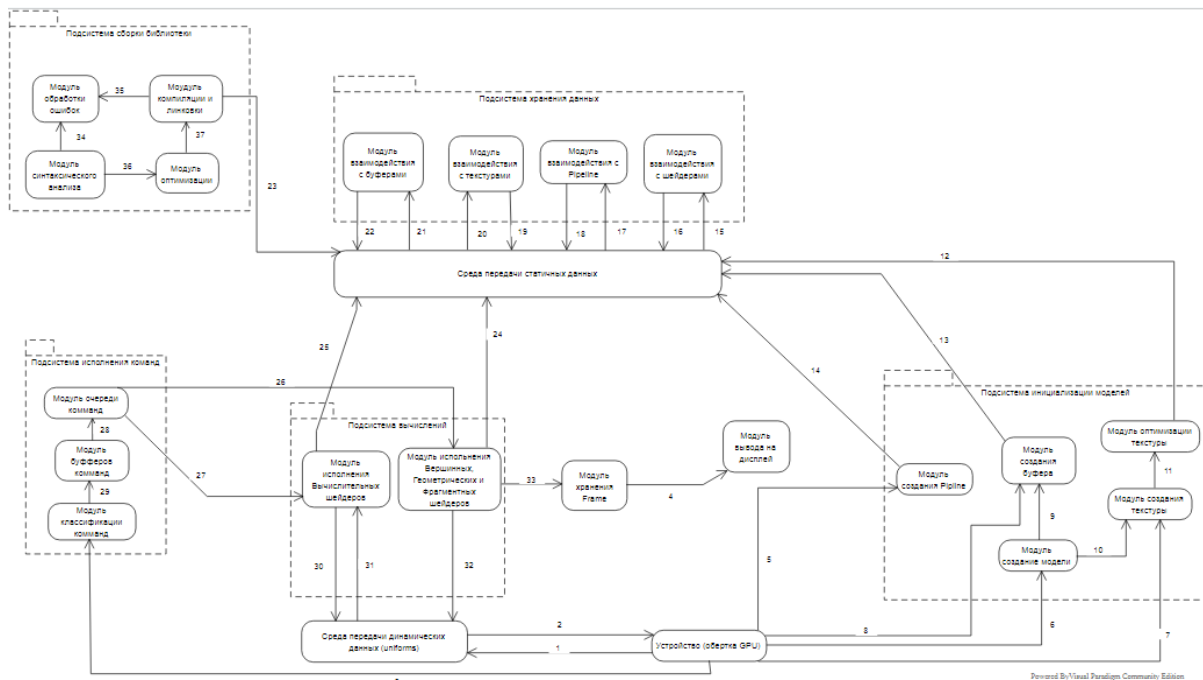 Подсистема сборки библиотеки
Модуль
обработки
ошибок
35
Моудуль
компиляции и
линковки
34
37
Модуль
синтаксического
анализа
36
Модуль
оптимизации
23
Подсистема хранения данных
Модуль
взаимодействия
с буферами
Модуль
взаимодействия
с текстурами
Модуль
взаимодействия с
Pipeline
Модуль
взаимодействия
с шейдерами
22
21
20
19
18
17
16
15
Среда передачи статичных данных
12
13
14
24
25
Подсистема исполнения команд
26
Модуль очереди
комманд
28
Модуль
буфферов
комманд
27
29
Модуль
классификации
комманд
Подсистема вычислений
Модуль
исполнения
Вычислительных
шейдеров
Модуль испольнения
Вершинных,
Геометрических и
Фрагментных
шейдеров
33
Модуль
хранения
Frame
4
Модуль
вывода на
дисплей
30
31
32
Подсистема инициализации моделей
Модуль
создания Pipline
Модуль
создания
буфера
Модуль оптимизации
текстуры
11
Модуль создания
текстуры
9
10
Модуль
создание модели
5
8
6
7
Среда передачи динамических
данных (uniforms)
2
1
Устройство (обертка GPU)
Powered By Visual Paradigm Community Edition